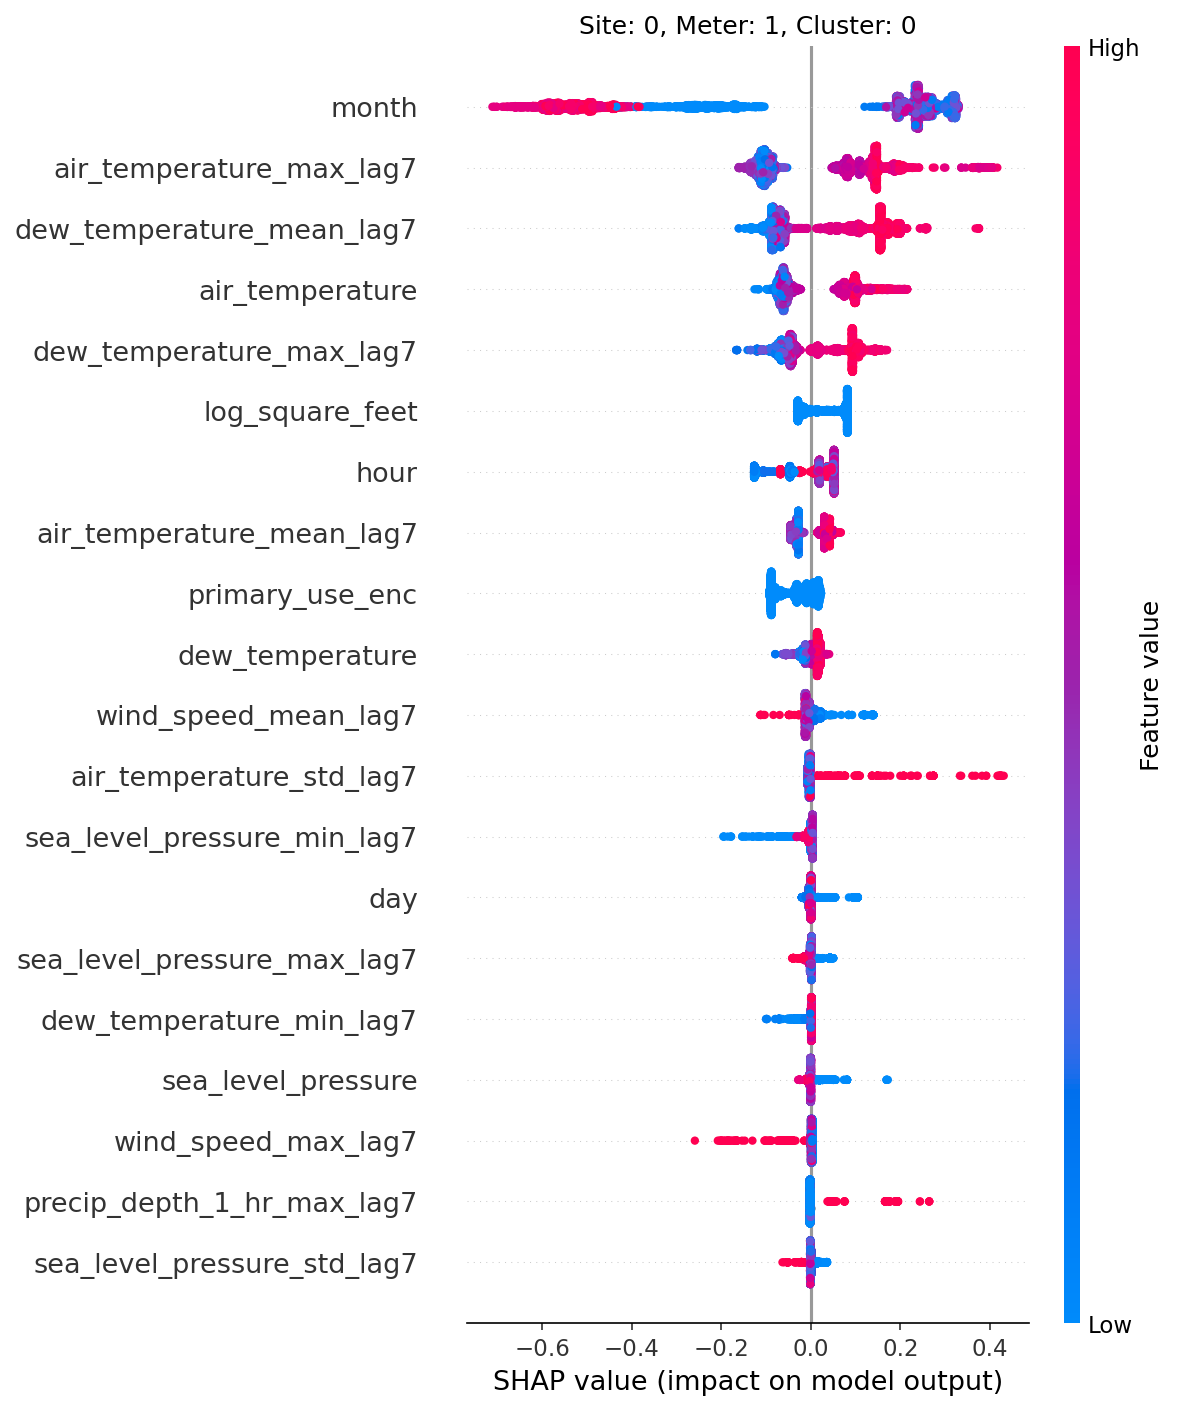 Site: 0, Meter: 1, Cluster: 0
High
month
air_temperature_max_lag7
dew_temperature_mean_lag7
air_temperature
dew_temperature_max_lag7
log_square_feet
hour
air_temperature_mean_lag7
primary_use_enc
dew_temperature
wind_speed_mean_lag7
air_temperature_std_lag7
sea_level_pressure_min_lag7
day
sea_level_pressure_max_lag7
dew_temperature_min_lag7
sea_level_pressure
wind_speed_max_lag7
precip_depth_1_hr_max_lag7
sea_level_pressure_std_lag7
Feature value
Low
−0.6 −0.4 −0.2 0.0 0.2 0.4
SHAP value (impact on model output)